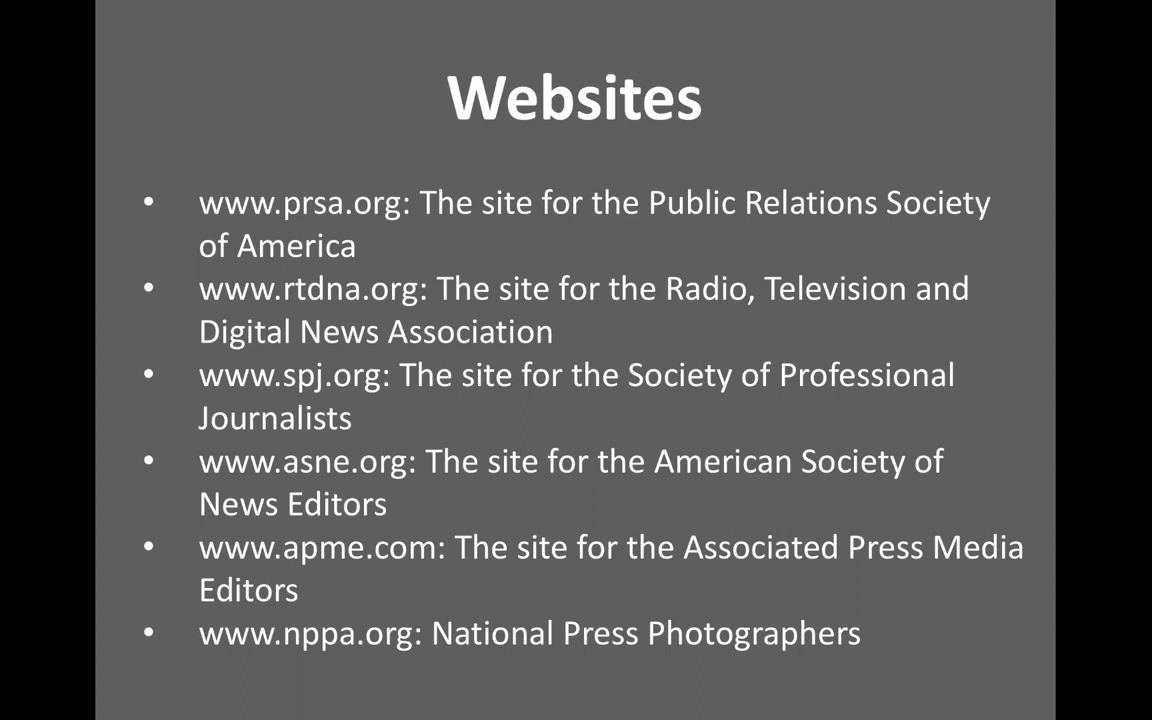 Websites
• www.prsa.org: The site for the Public Relations Society
of America
• www.rtdna.org: The site for the Radio, Television and
Digital News Association
• www.spj.org: The site for the Society of Professional
Journalists
• www.asne.org: The site for the American Society of
News Editors
• www.apme.com: The site for the Associated Press Media
Editors
• www.nppa.org: National Press Photographers